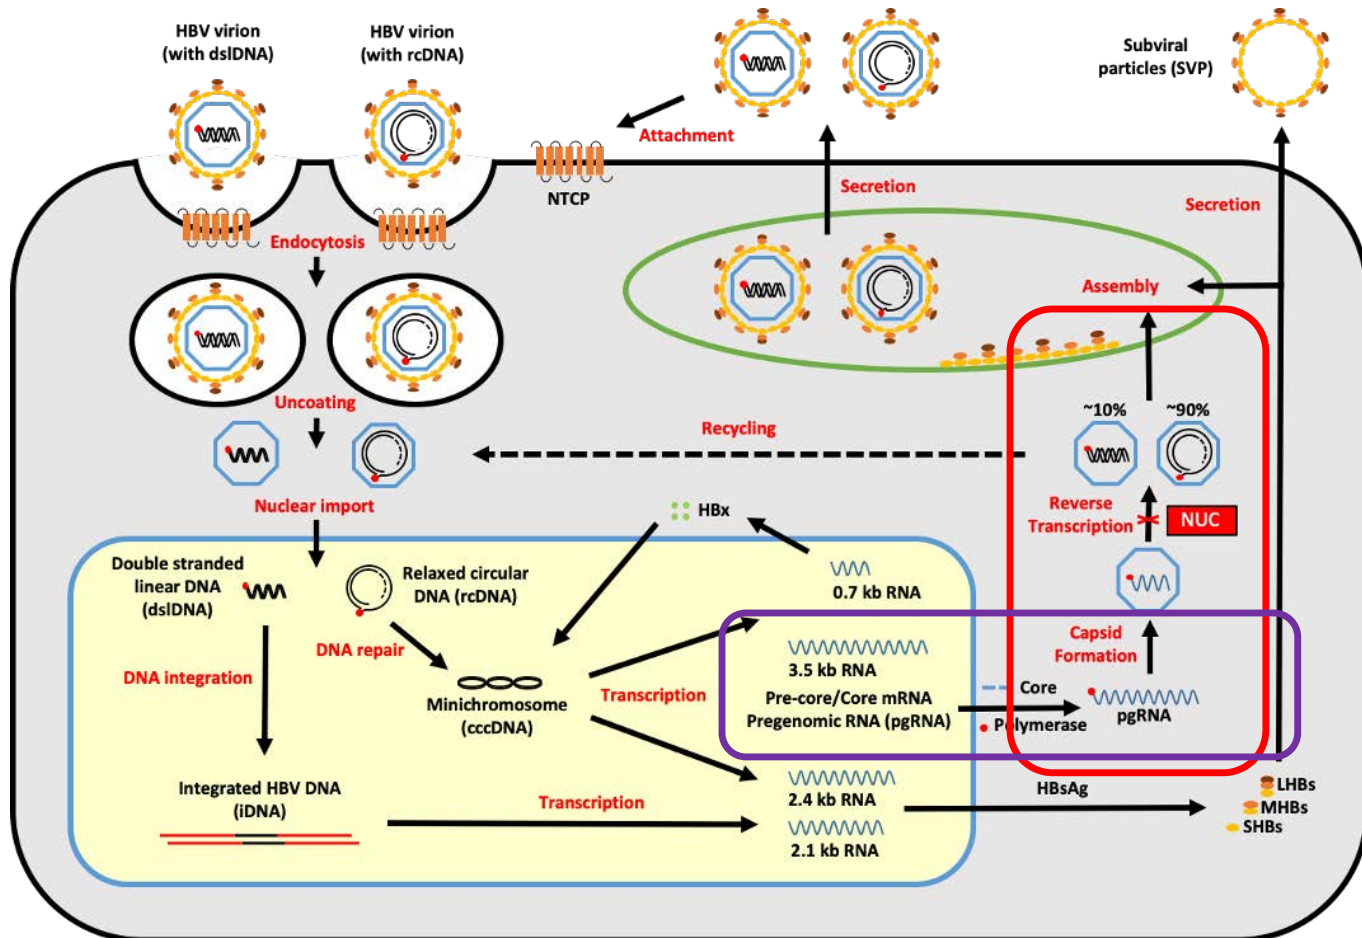 HBV virion
(with dslDNA)
HBV virion
(with rcDNA)
Subviral
particles (SVP)
Attachment
NTCP
Secretion
Secretion
Endocytosis
Assembly
Uncoating
~10%
~90%
Recycling
Nuclear import
Reverse
Transcription
NUC
HBx
Double stranded
linear DNA
(dslDNA)
Relaxed circular
DNA (rcDNA)
0.7 kb RNA
DNA repair
DNA integration
Capsid
Formation
3.5 kb RNA
Transcription
Minichromosome
(cccDNA)
Pre-core/Core mRNA
Pregenomic RNA (pgRNA)
Core
Polymerase
pgRNA
Integrated HBV DNA
(iDNA)
Transcription
2.4 kb RNA
2.1 kb RNA
HBsAg
LHBs
MHBs
SHBs